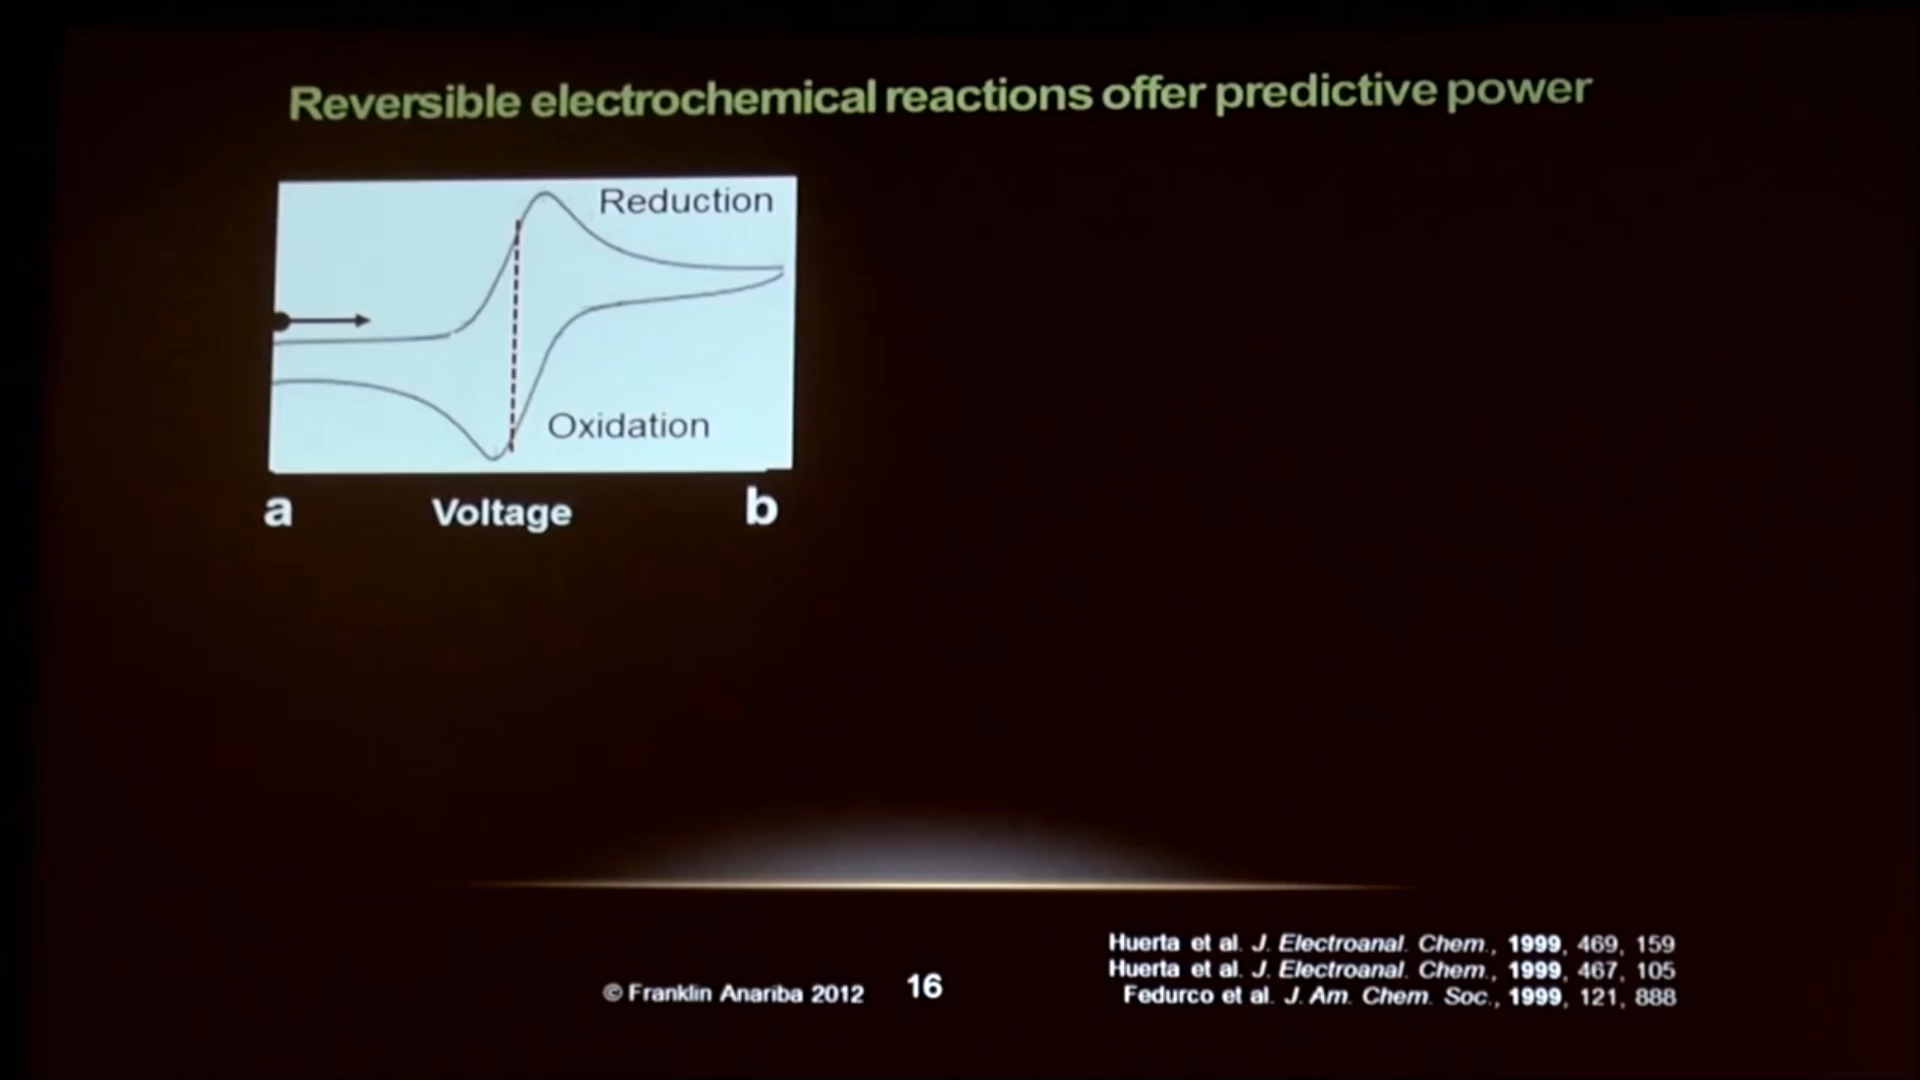 Reversible electrochemical reactions offer predictive power
Reduction
Oxidation
a Voltage b
© Franklin Anariba 2012 16
Huerta et al. J. Electroanal. Chem., 1999, 469, 159
Huerta et al. J. Electroanal. Chem., 1999, 467, 105
Fedurco et al. J. Am. Chem. Soc., 1999, 121, 888